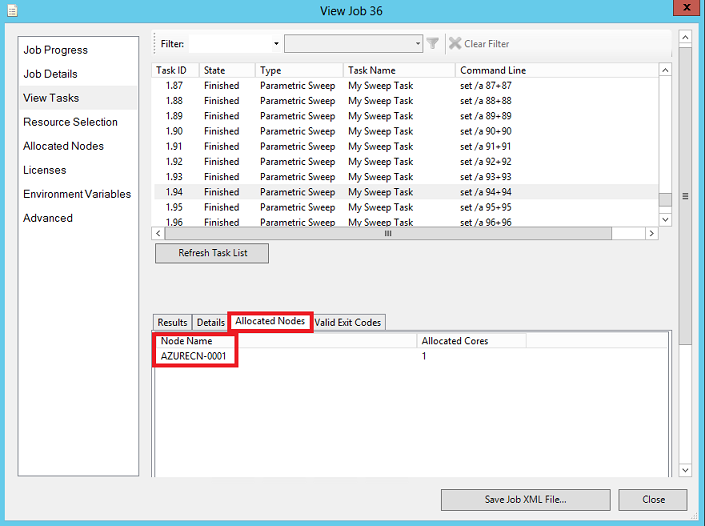 View Job 36
x
Job Progress
Job Details
View Tasks
Resource Selection
Allocated Nodes
Licenses
Environment Variables
Advanced
Filter: Clear Filter
Task ID State Type Task Name Command Line
1.87 Finished Parametric Sweep My Sweep Task set /a 87+87
1.88 Finished Parametric Sweep My Sweep Task set /a 88+88
1.89 Finished Parametric Sweep My Sweep Task set /a 89+89
1.90 Finished Parametric Sweep My Sweep Task set /a 90+90
1.91 Finished Parametric Sweep My Sweep Task set /a 91+91
1.92 Finished Parametric Sweep My Sweep Task set /a 92+92
1.93 Finished Parametric Sweep My Sweep Task set /a 93+93
1.94 Finished Parametric Sweep My Sweep Task set /a 94+94
1.95 Finished Parametric Sweep My Sweep Task set /a 95+95
1.96 Finished Parametric Sweep My Sweep Task set /a 96+96
Refresh Task List
Results Details Allocated Nodes Valid Exit Codes
Node Name Allocated Cores
AZURECN-0001 1
Save Job XML File... Close